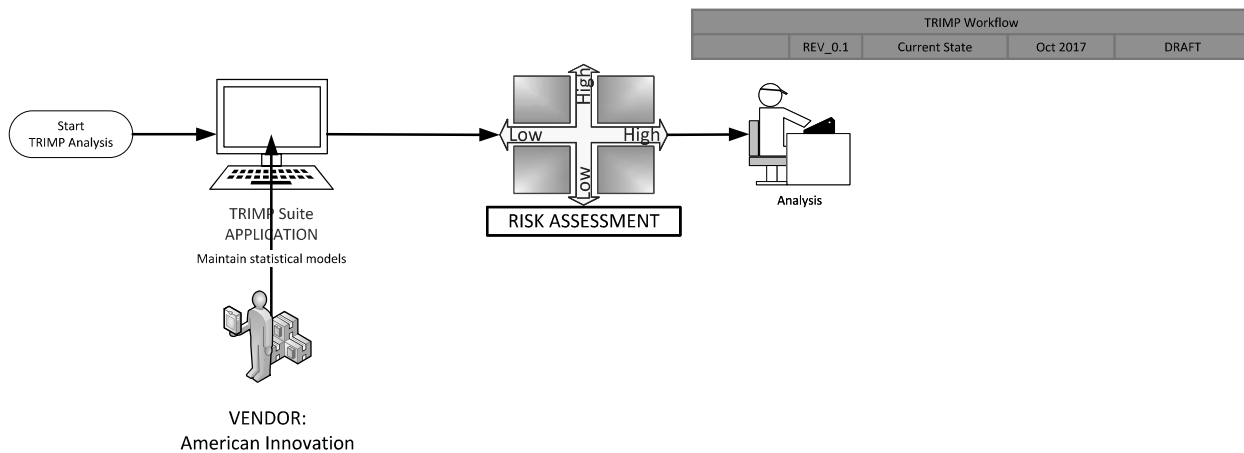 TRIMP Workflow
REV_0.1 Current State Oct 2017 DRAFT
Start
TRIMP Analysis
High
Low High
Low
RISK ASSESSMENT
Analysis
TRIMP Suite
APPLICATION
Maintain statistical models
VENDOR:
American Innovation